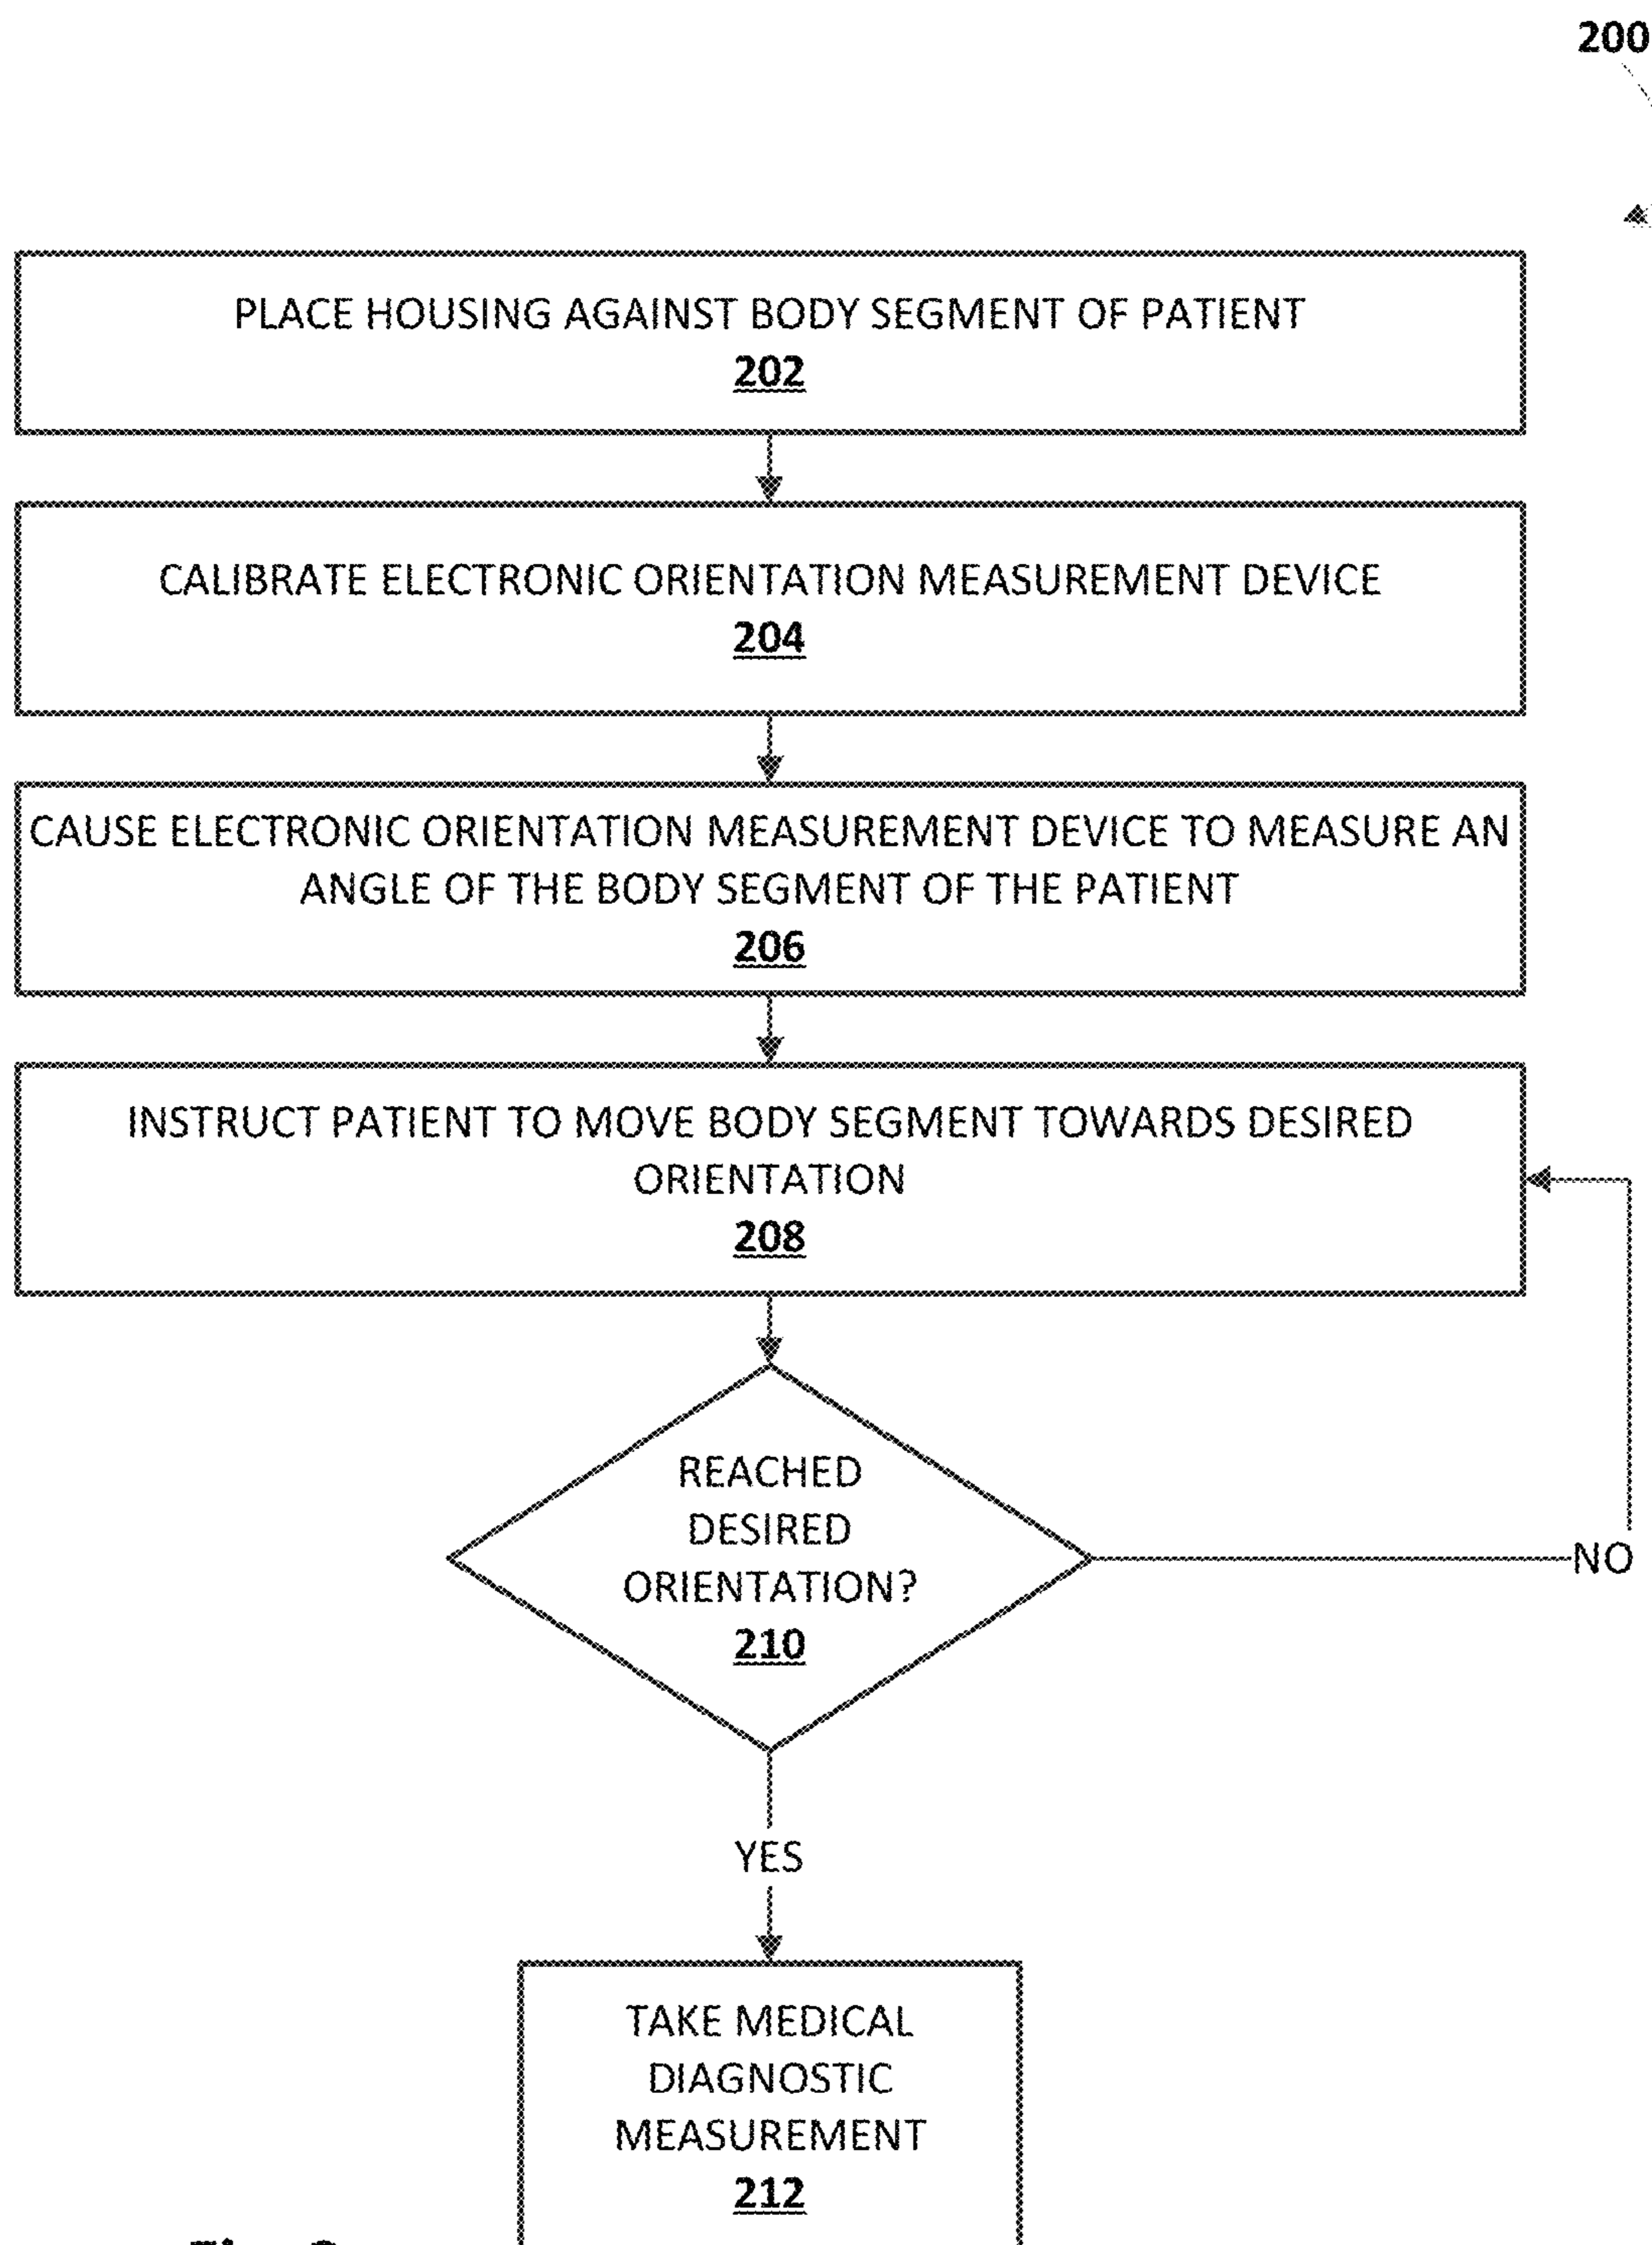 200
PLACE HOUSING AGAINST BODY SEGMENT OF PATIENT
202
CALIBRATE ELECTRONIC ORIENTATION MEASUREMENT DEVICE
204
CAUSE ELECTRONIC ORIENTATION MEASUREMENT DEVICE TO MEASURE AN
ANGLE OF THE BODY SEGMENT OF THE PATIENT
206
INSTRUCT PATIENT TO MOVE BODY SEGMENT TOWARDS DESIRED
ORIENTATION
208
REACHED
DESIRED
ORIENTATION?
210
NO
YES
TAKE MEDICAL
DIAGNOSTIC
MEASUREMENT
212